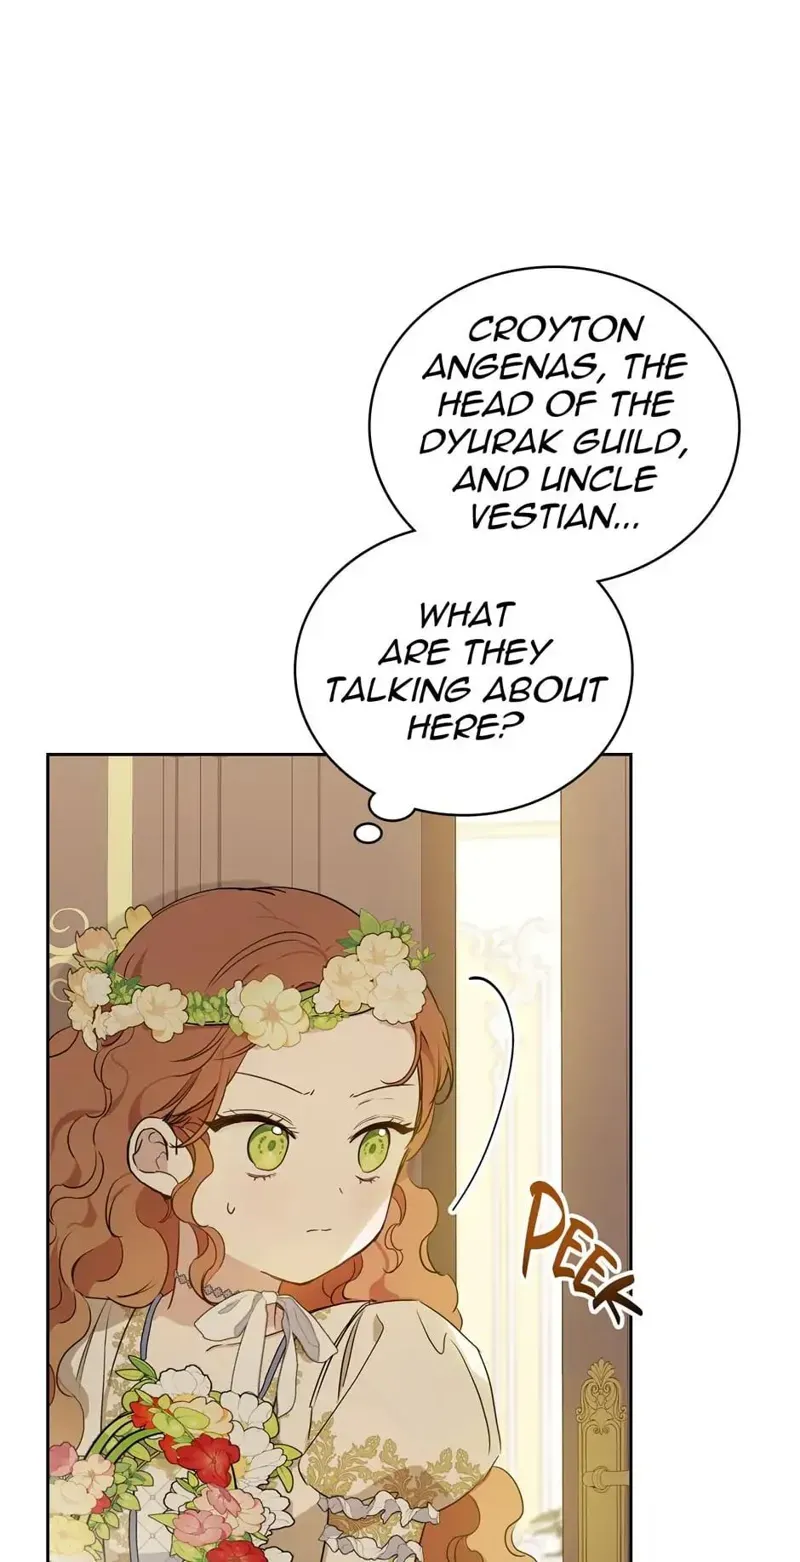 CROYTON
ANGENAS, THE
HEAD OF THE
DYURAK GUILD,
AND UNCLE
VESTIAN...
WHAT
ARE THEY
TALKING ABOUT
HERE?
PEEK